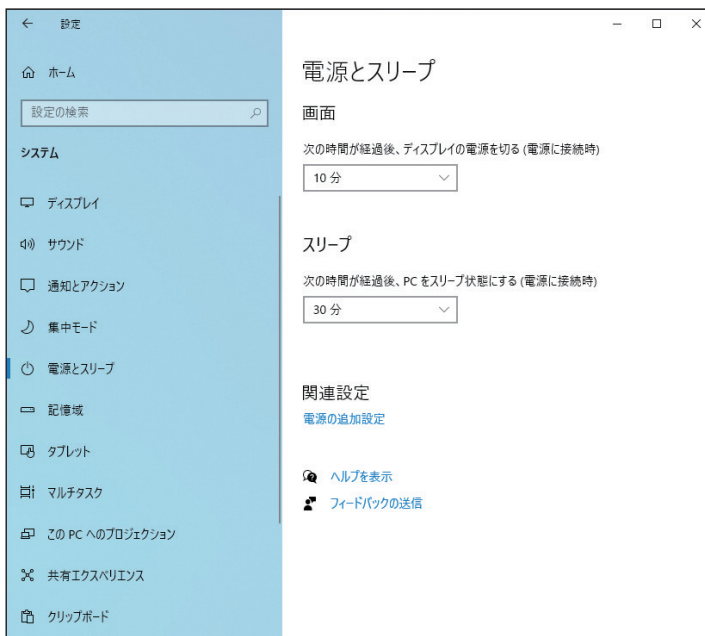 設定
ホーム
設定の検索
システム
ディスプレイ
サウンド
通知とアクション
集中モード
電源とスリープ
記憶域
タブレット
マルチタスク
この PC へのプロジェクション
共有エクスペリエンス
クリップボード
電源とスリープ
画面
次の時間が経過後、ディスプレイの電源を切る (電源に接続時)
10 分
スリープ
次の時間が経過後、PC をスリープ状態にする (電源に接続時)
30 分
関連設定
電源の追加設定
ヘルプを表示
フィードバックの送信